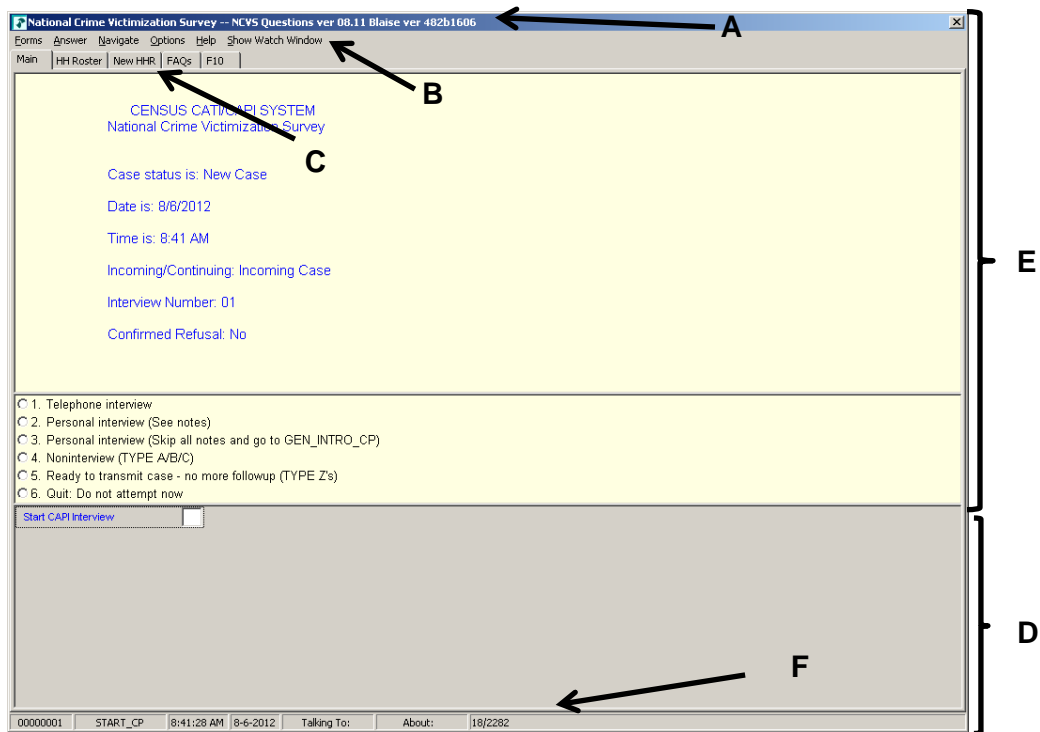 National Crime Victimization Survey -- NCVS Questions ver 08.11 Blaise ver 482b1606
A
Forms Answer Navigate Options Help Show Watch Window
Main HH Roster New HHR FAQs F10
B
CENSUS CATI/CAPI SYSTEM
National Crime Victimization Survey
C
Case status is: New Case
Date is: 8/6/2012
Time is: 8:41 AM
Incoming/Continuing: Incoming Case
E
Interview Number: 01
Confirmed Refusal: No
1. Telephone interview
2. Personal interview (See notes)
3. Personal interview (Skip all notes and go to GEN_INTRO_CP)
4. Noninterview (TYPE A/B/C)
5. Ready to transmit case - no more followup (TYPE Z's)
6. Quit: Do not attempt now
Start CAPI Interview
D
F
00000001 START_CP 8:41:28 AM 8-6-2012 Talking To: About: 18/2282